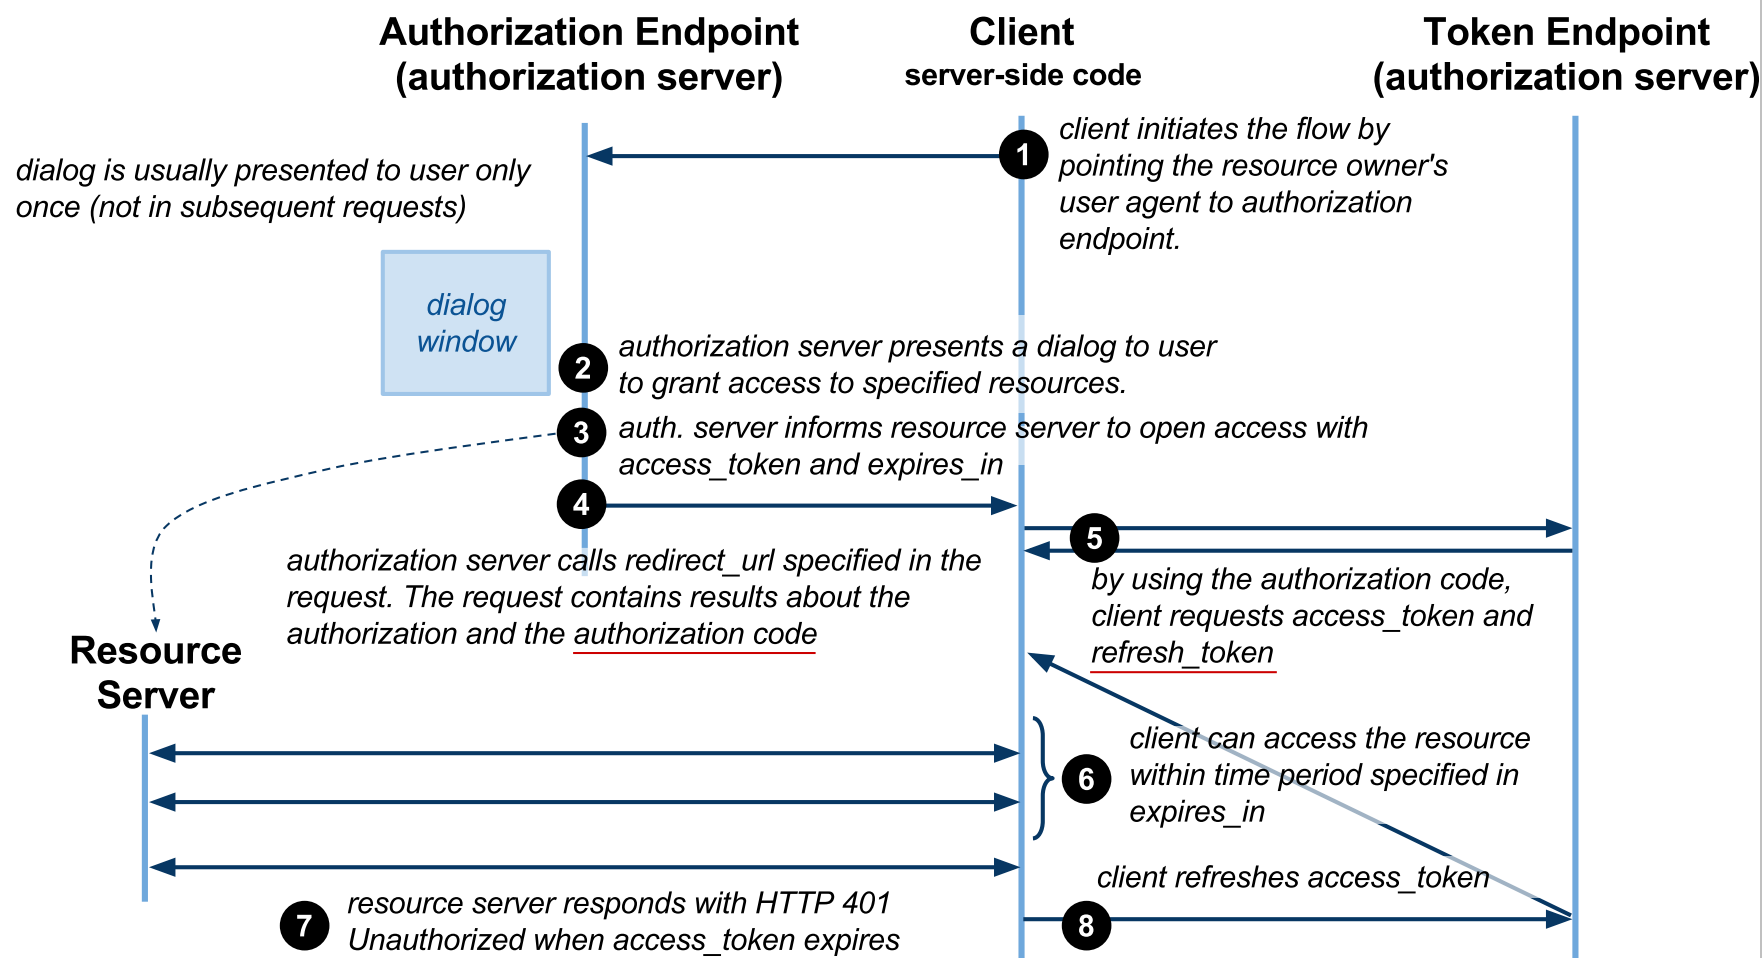 Authorization Endpoint
(authorization server)
Client
server-side code
Token Endpoint
(authorization server)
1
client initiates the flow by
pointing the resource owner's
user agent to authorization
endpoint.
dialog is usually presented to user only
once (not in subsequent requests)
dialog
window
2
authorization server presents a dialog to user
to grant access to specified resources.
3
auth. server informs resource server to open access with
access_token and expires_in
4
authorization server calls redirect_url specified in the
request. The request contains results about the
authorization and the authorization code
5
by using the authorization code,
client requests access_token and
refresh_token
Resource
Server
6
client can access the resource
within time period specified in
expires_in
7
resource server responds with HTTP 401
Unauthorized when access_token expires
client refreshes access_token
8